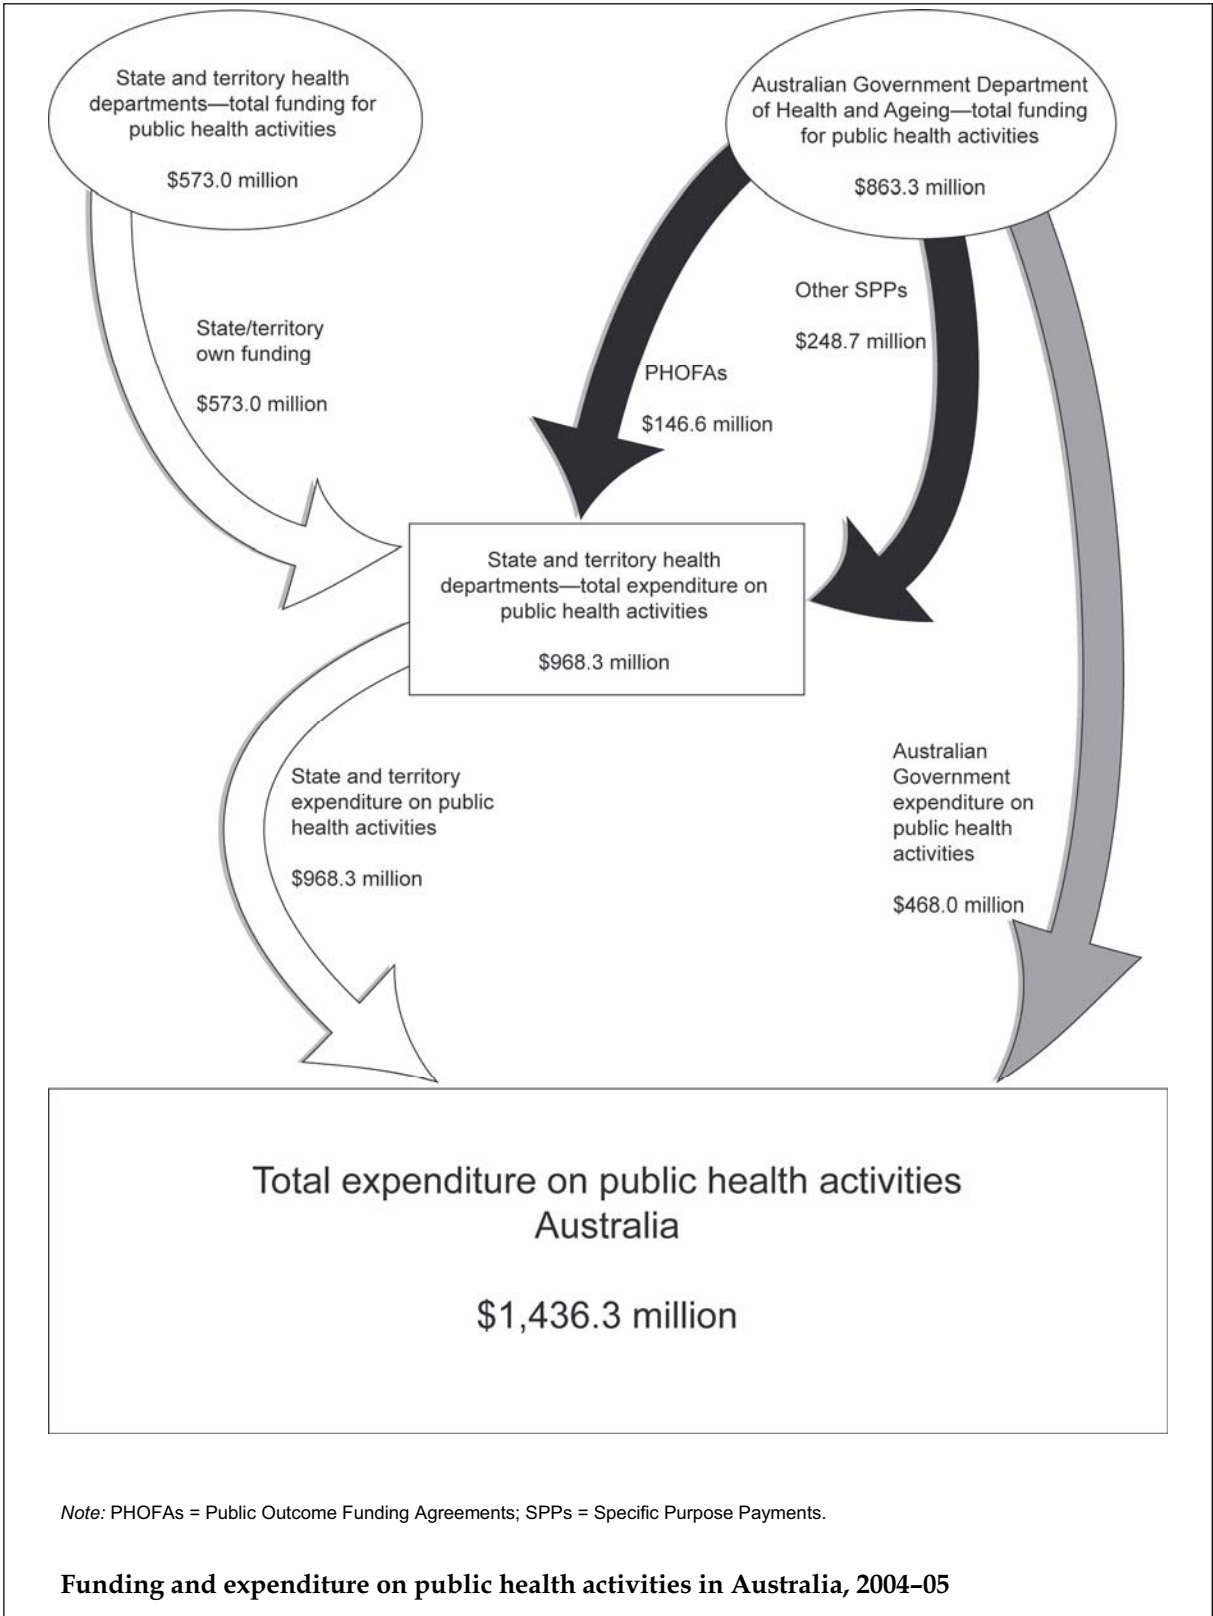 State and territory health
departments—total funding for
public health activities
$573.0 million
Australian Government Department
of Health and Ageing—total funding
for public health activities
$863.3 million
State/territory
own funding
$573.0 million
Other SPPs
$248.7 million
PHOFAs
$146.6 million
State and territory health
departments—total expenditure on
public health activities
$968.3 million
State and territory
expenditure on public
health activities
$968.3 million
Australian
Government
expenditure on
public health
activities
$468.0 million
Total expenditure on public health activities
Australia
$1,436.3 million
Note: PHOFAs = Public Outcome Funding Agreements; SPPs = Specific Purpose Payments.
Funding and expenditure on public health activities in Australia, 2004–05